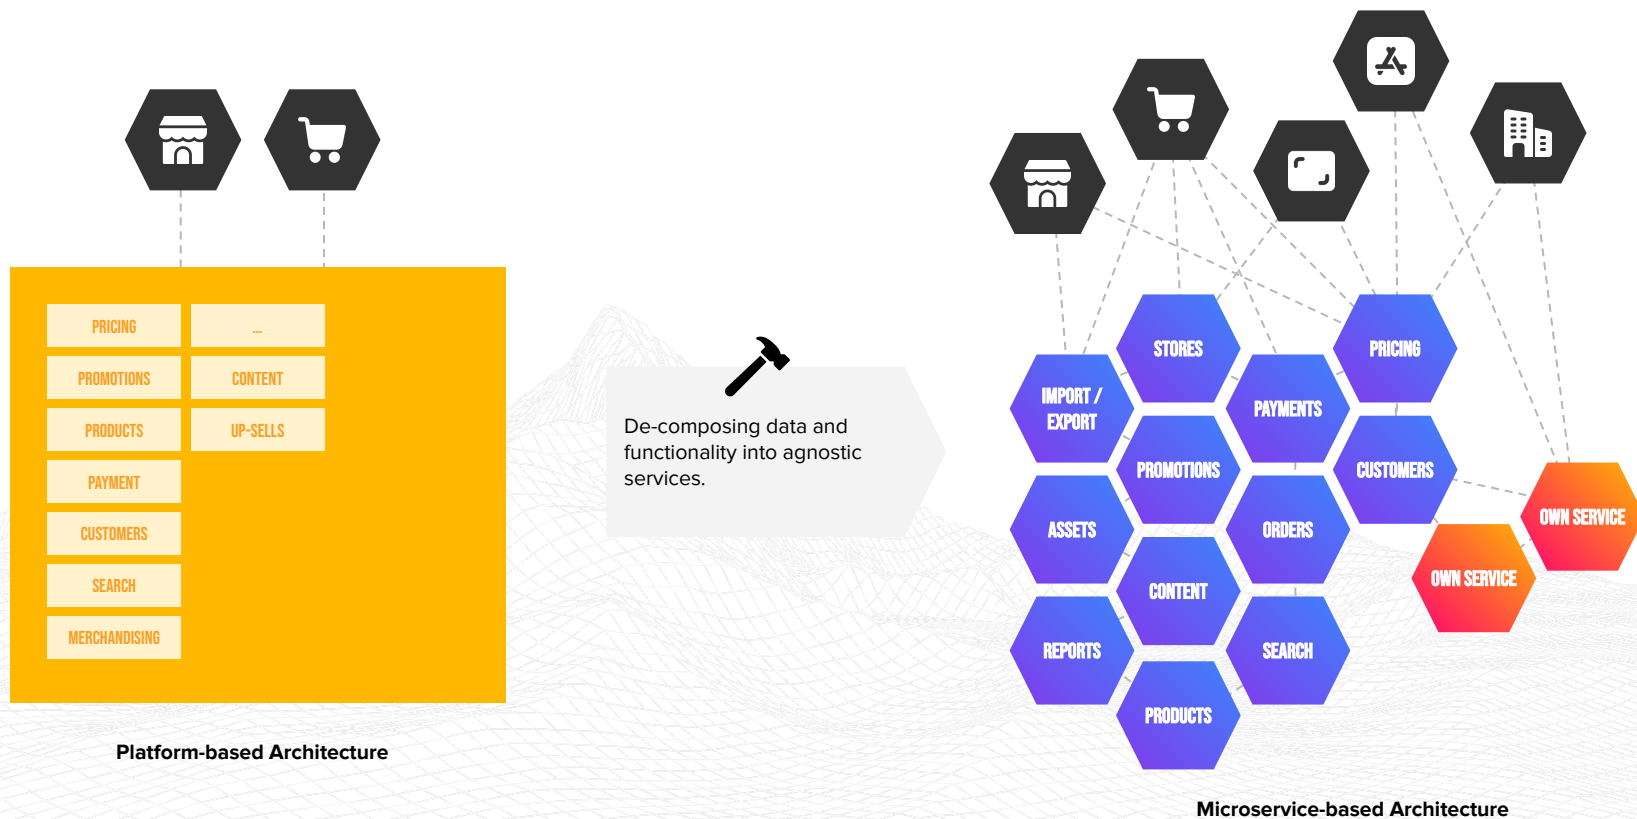 PRICING
...
PROMOTIONS
CONTENT
PRODUCTS
UP-SELLS
PAYMENT
CUSTOMERS
SEARCH
MERCHANDISING
Platform-based Architecture
De-composing data and
functionality into agnostic
services.
STORES
PRICING
IMPORT /
EXPORT
PAYMENTS
PROMOTIONS
CUSTOMERS
ASSETS
ORDERS
OWN SERVICE
OWN SERVICE
CONTENT
REPORTS
SEARCH
PRODUCTS
Microservice-based Architecture